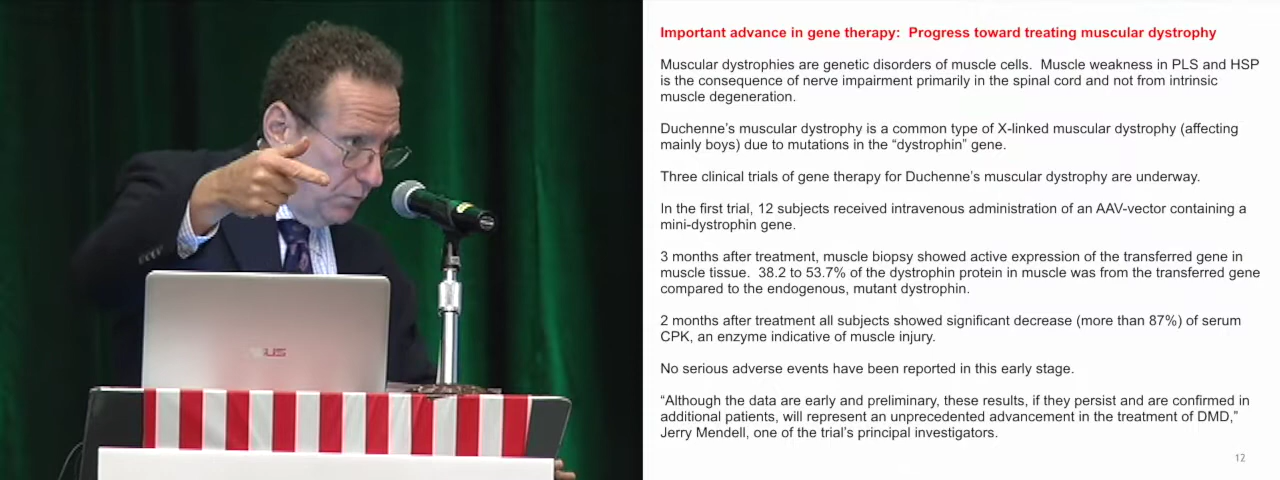 Important advance in gene therapy:  Progress toward treating muscular dystrophy
Muscular dystrophies are genetic disorders of muscle cells.  Muscle weakness in PLS and HSP
is the consequence of nerve impairment primarily in the spinal cord and not from intrinsic
muscle degeneration.
Duchenne’s muscular dystrophy is a common type of X-linked muscular dystrophy (affecting
mainly boys) due to mutations in the “dystrophin” gene.
Three clinical trials of gene therapy for Duchenne’s muscular dystrophy are underway.
In the first trial, 12 subjects received intravenous administration of an AAV-vector containing a
mini-dystrophin gene.
3 months after treatment, muscle biopsy showed active expression of the transferred gene in
muscle tissue.  38.2 to 53.7% of the dystrophin protein in muscle was from the transferred gene
compared to the endogenous, mutant dystrophin.
2 months after treatment all subjects showed significant decrease (more than 87%) of serum
CPK, an enzyme indicative of muscle injury.
No serious adverse events have been reported in this early stage.
“Although the data are early and preliminary, these results, if they persist and are confirmed in
additional patients, will represent an unprecedented advancement in the treatment of DMD,”
Jerry Mendell, one of the trial’s principal investigators.
12